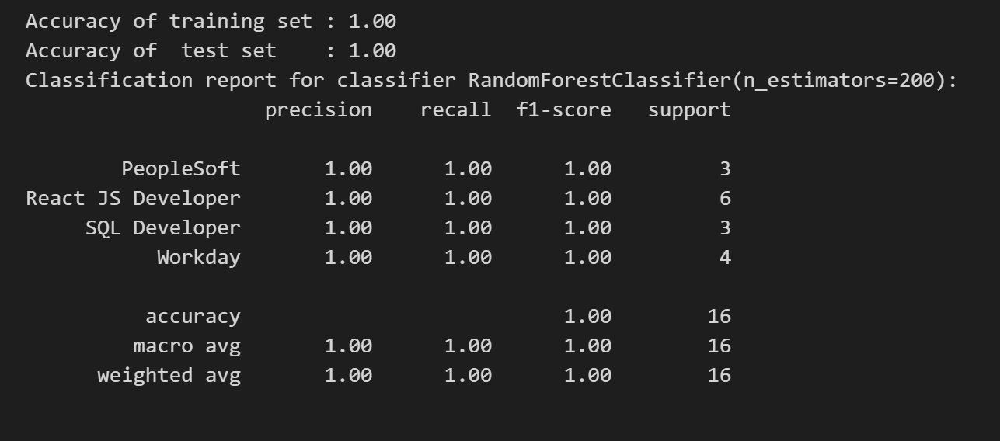 Accuracy of training set : 1.00
Accuracy of  test set    : 1.00
Classification report for classifier RandomForestClassifier(n_estimators=200):
                    precision    recall  f1-score   support

        PeopleSoft       1.00      1.00      1.00         3
React JS Developer       1.00      1.00      1.00         6
     SQL Developer       1.00      1.00      1.00         3
           Workday       1.00      1.00      1.00         4

          accuracy                           1.00        16
         macro avg       1.00      1.00      1.00        16
      weighted avg       1.00      1.00      1.00        16